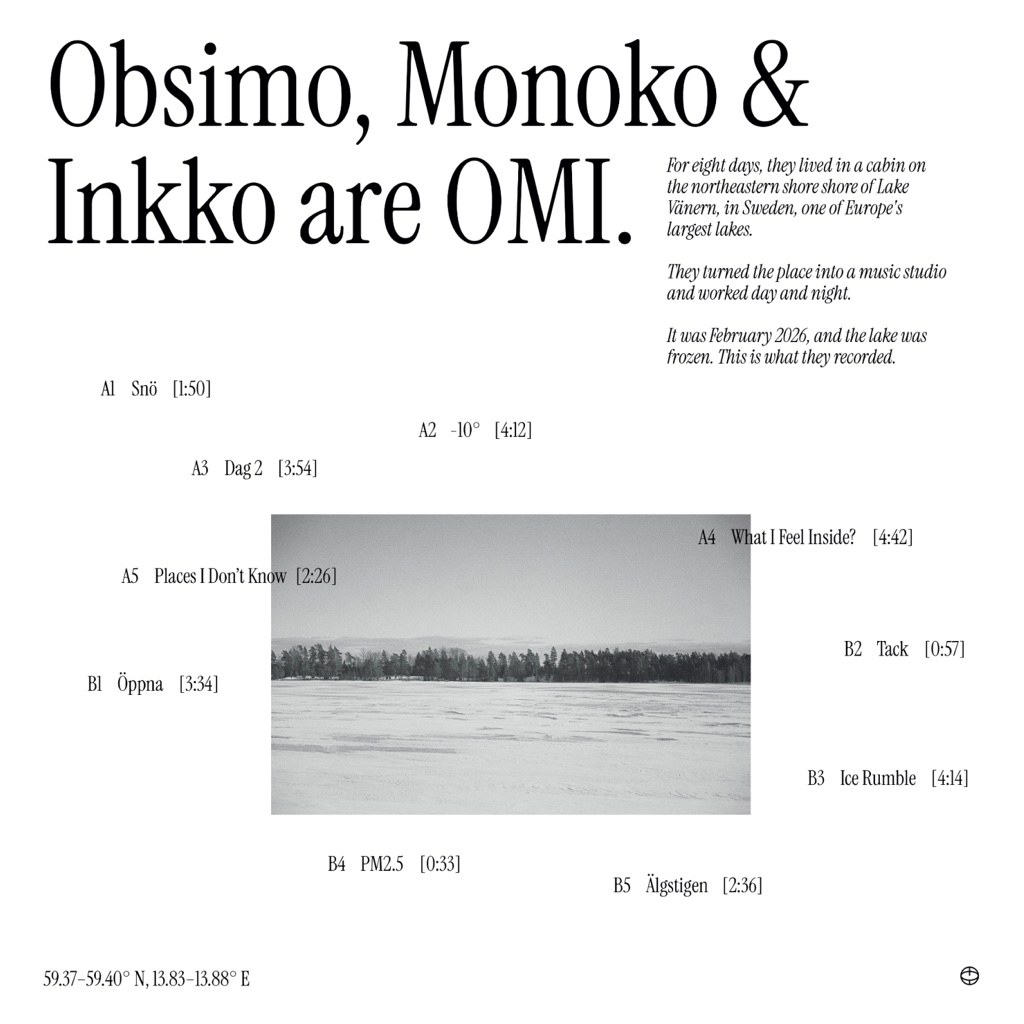 Obsimo, Monoko &
Inkko are OMI.
For eight days, they lived in a cabin on
the northeastern shore shore of Lake
Vänern, in Sweden, one of Europe's
largest lakes.
They turned the place into a music studio
and worked day and night.
It was February 2026, and the lake was
frozen. This is what they recorded.
A1 Snö [1:50]
A2 -10° [4:12]
A3 Dag 2 [3:54]
A4 What I Feel Inside? [4:42]
A5 Places I Don't Know [2:26]
B1 Öppna [3:34]
B2 Tack [0:57]
B3 Ice Rumble [4:14]
B4 PM2.5 [0:33]
B5 Älgstigen [2:36]
59.37–59.40° N, 13.83–13.88° E